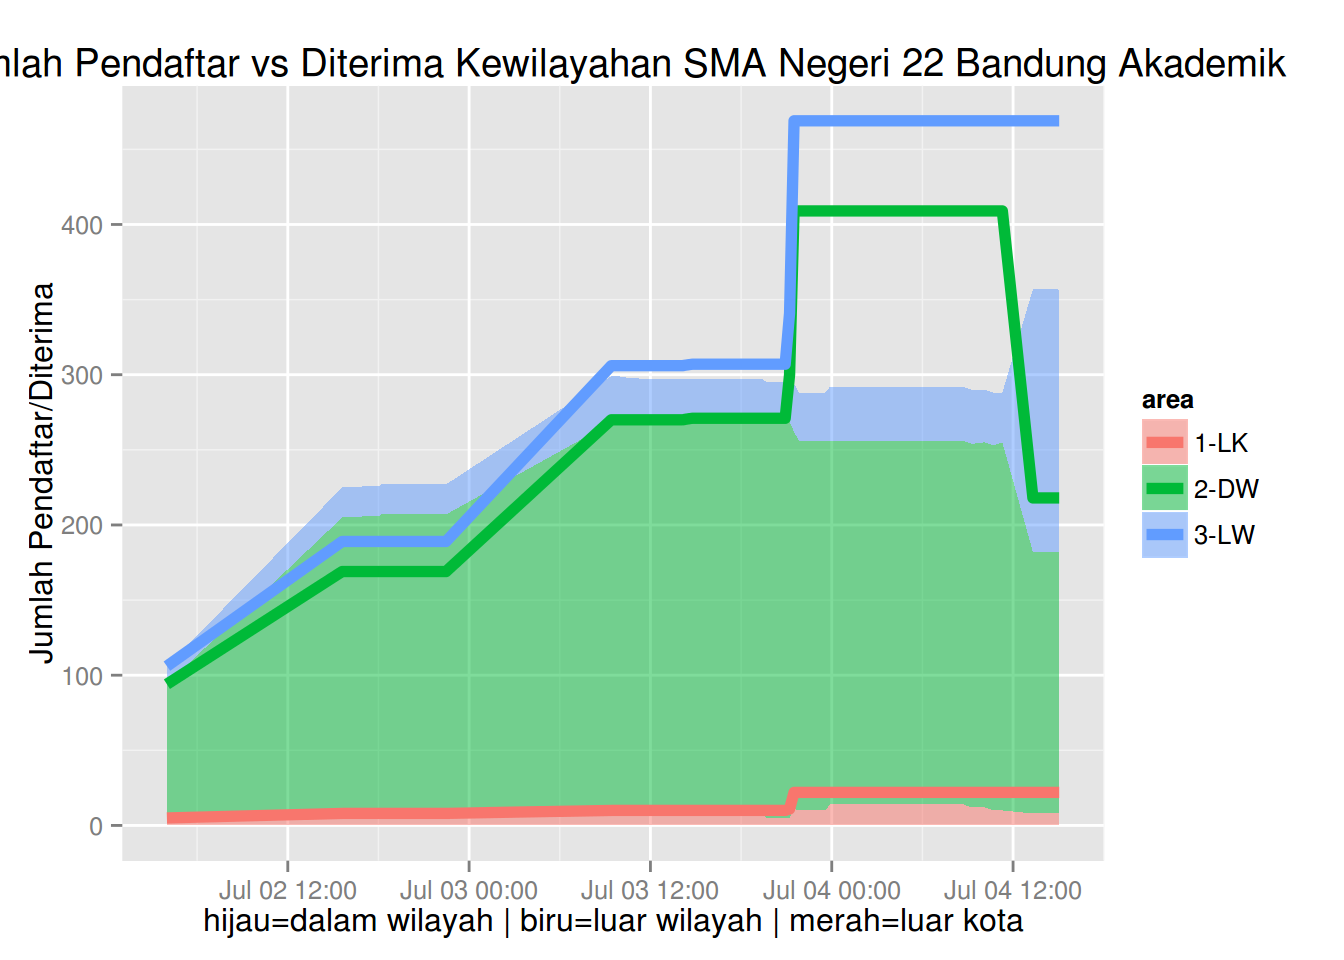 mlah Pendaftar vs Diterima Kewilayahan SMA Negeri 22 Bandung Akademik
Jumlah Pendaftar/Diterima
400
300
200
100
0
Jul 02 12:00 Jul 03 00:00 Jul 03 12:00 Jul 04 00:00 Jul 04 12:00
hijau=dalam wilayah | biru=luar wilayah | merah=luar kota
area
1-LK
2-DW
3-LW